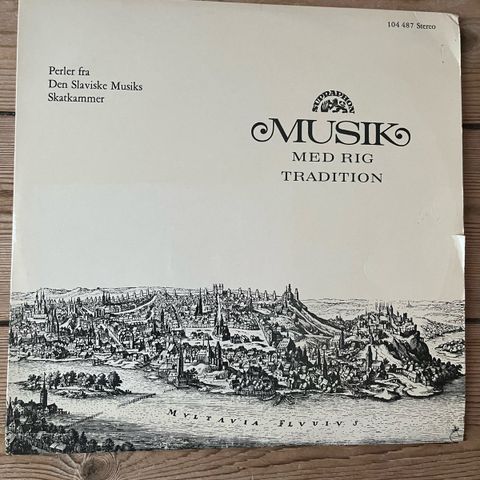 104 487 Stereo
Perler fra
Den Slaviske Musiks
Skatkammer
SUPRAPHON
MUSIK
MED RIG
TRADITION
MVLTAVIA FLVVIVS